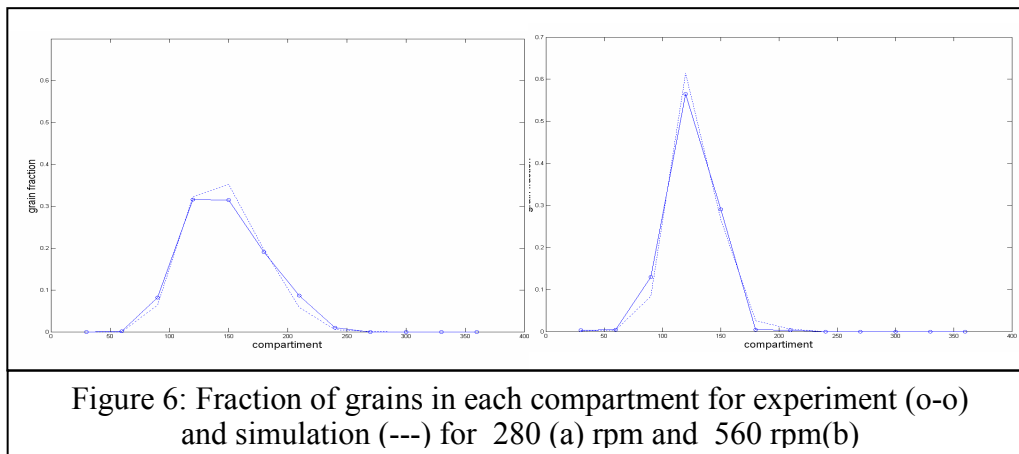 0.6
0.5
0.4
0.3
0.2
0.1
0
grain fraction
0 50 100 150 200 250 300 350 400
compartiment
0.7
0.6
0.5
0.4
0.3
0.2
0.1
0
0 50 100 150 200 250 300 350 400
compartiment
Figure 6: Fraction of grains in each compartment for experiment (o-o)
and simulation (---) for 280 (a) rpm and 560 rpm(b)